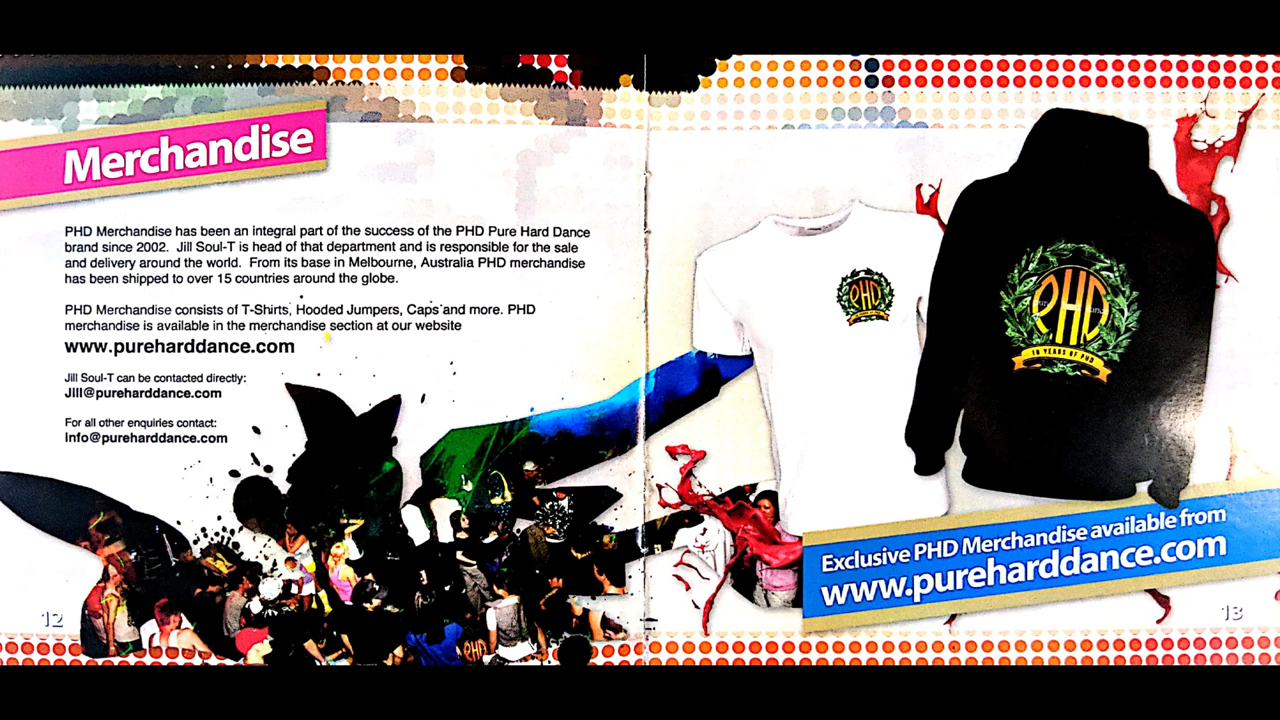 Merchandise
PHD Merchandise has been an integral part of the success of the PHD Pure Hard Dance
brand since 2002. Jill Soul-T is head of that department and is responsible for the sale
and delivery around the world. From its base in Melbourne, Australia PHD merchandise
has been shipped to over 15 countries around the globe.
PHD Merchandise consists of T-Shirts, Hooded Jumpers, Caps and more. PHD
merchandise is available in the merchandise section at our website
www.pureharddance.com
Jill Soul-T can be contacted directly:
Jill@pureharddance.com
For all other enquiries contact:
info@pureharddance.com
12
PHD
PHD
PHD
10 YEARS OF PHD
Exclusive PHD Merchandise available from
www.pureharddance.com
13